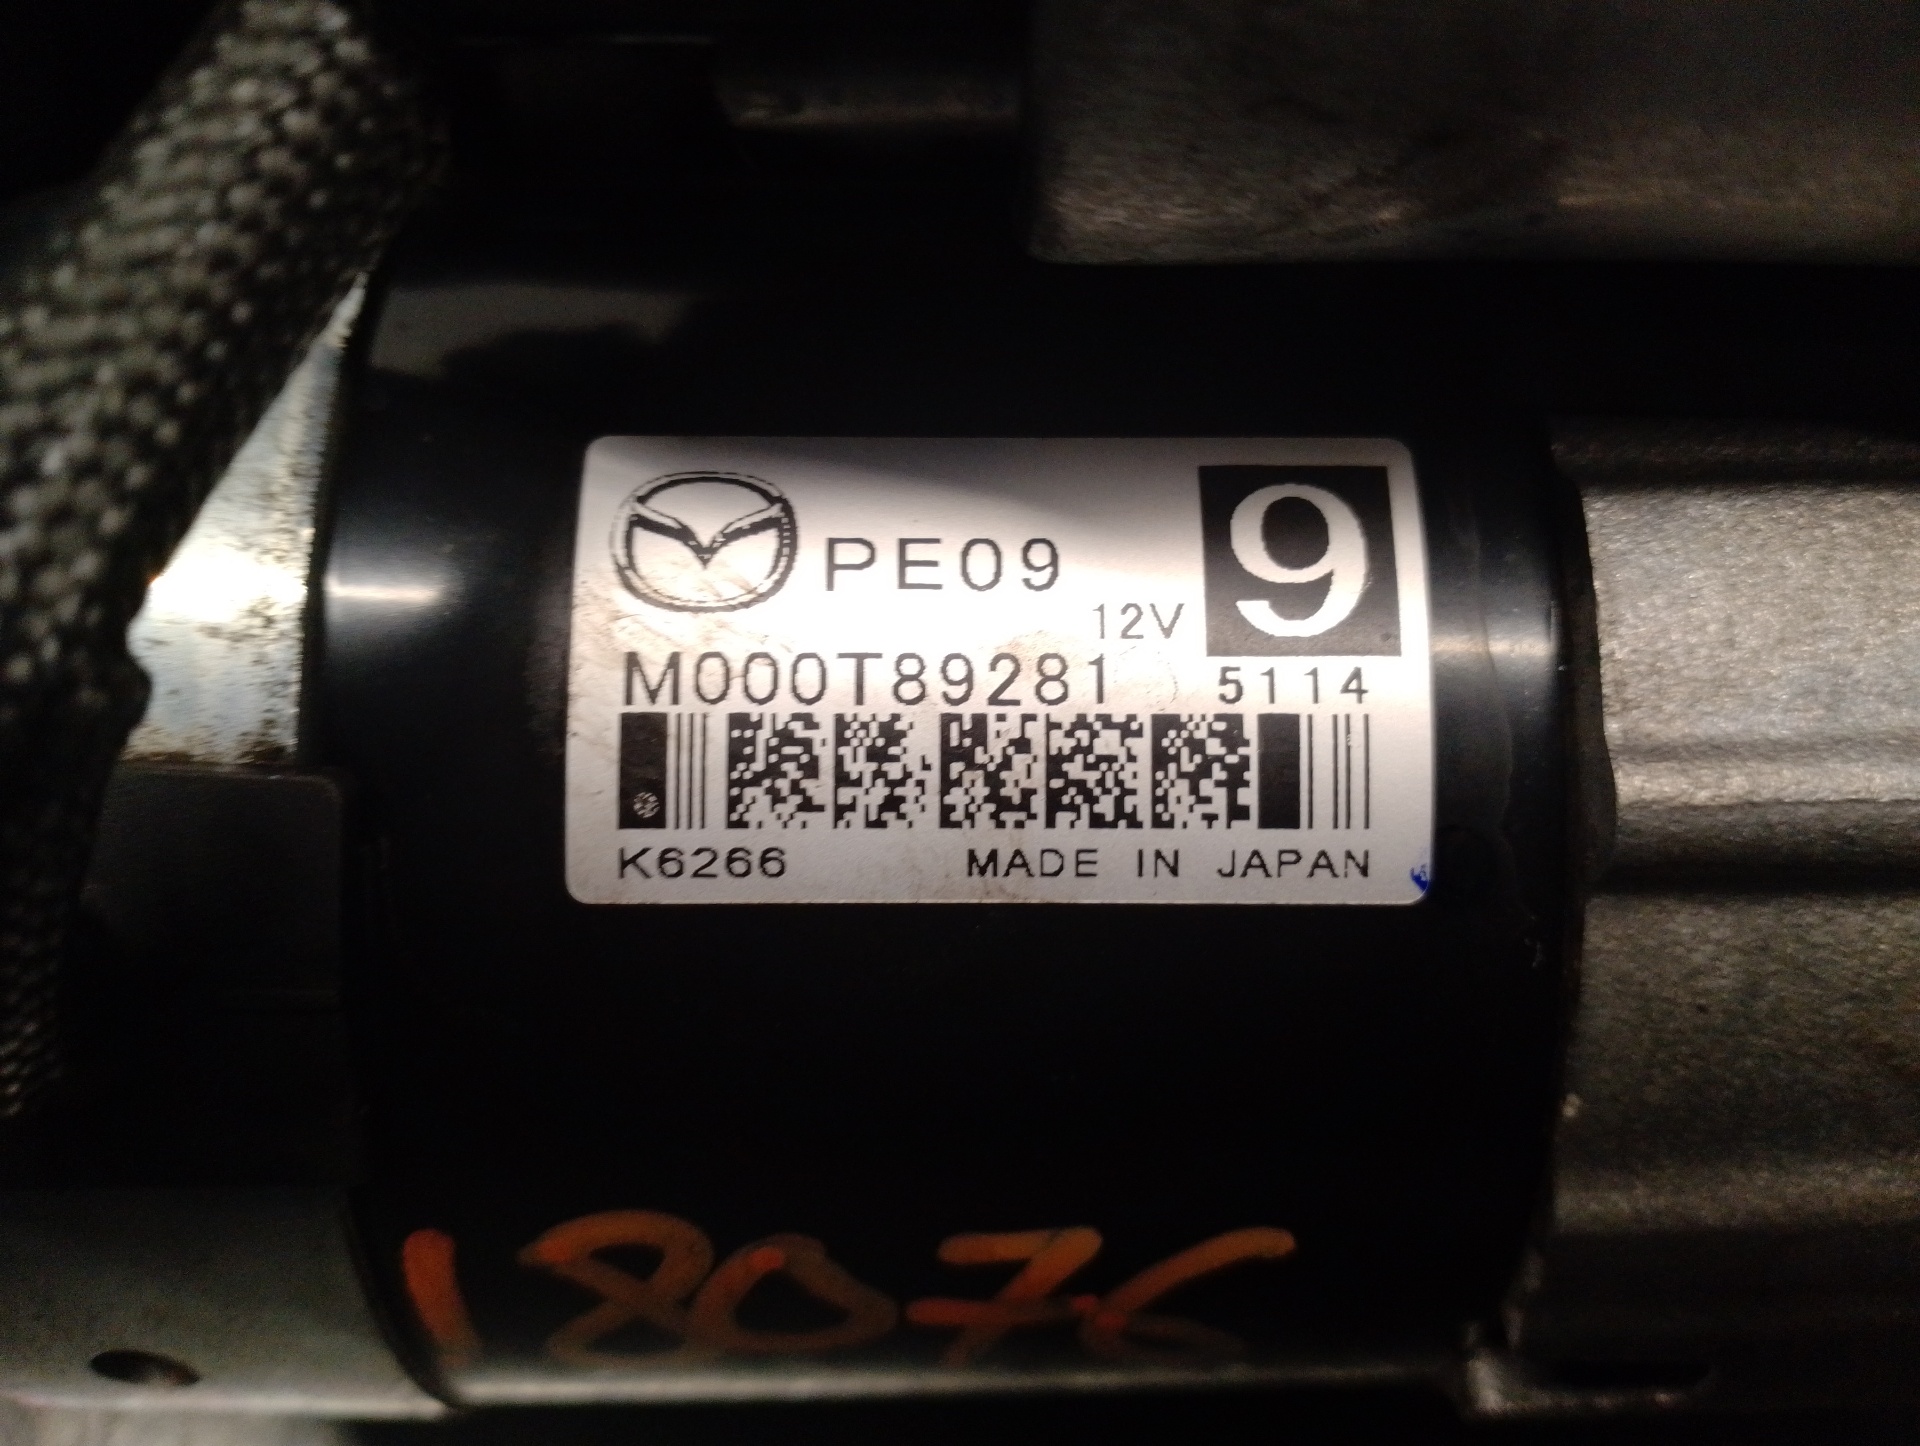 PE09
9
12V
M000T89281 5114
K6266 MADE IN JAPAN
18076